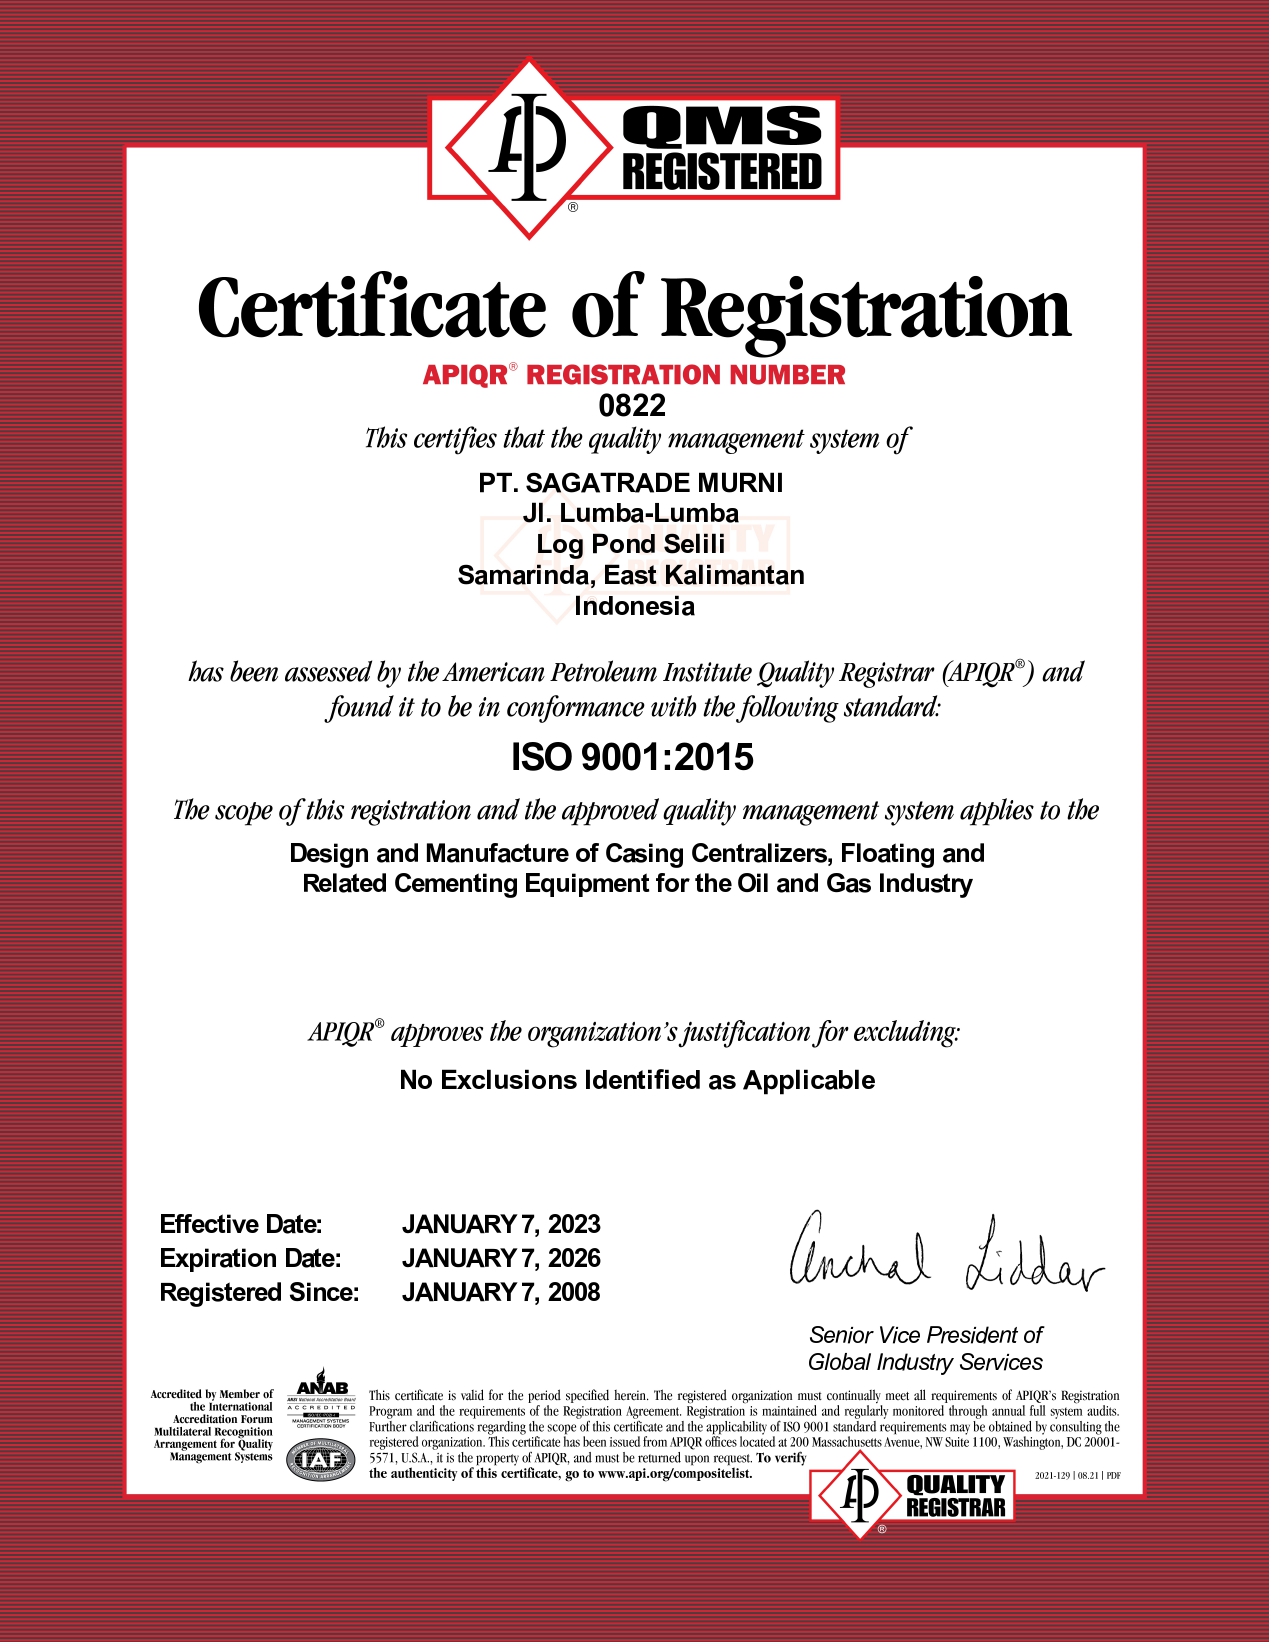 API
QMS
REGISTERED
®
Certificate of Registration
APIQR® REGISTRATION NUMBER
0822
This certifies that the quality management system of
PT. SAGATRADE MURNI
Jl. Lumba-Lumba
Log Pond Selili
Samarinda, East Kalimantan
Indonesia
has been assessed by the American Petroleum Institute Quality Registrar (APIQR®) and
found it to be in conformance with the following standard:
ISO 9001:2015
The scope of this registration and the approved quality management system applies to the
Design and Manufacture of Casing Centralizers, Floating and
Related Cementing Equipment for the Oil and Gas Industry
APIQR® approves the organization's justification for excluding:
No Exclusions Identified as Applicable
Effective Date: JANUARY 7, 2023
Expiration Date: JANUARY 7, 2026
Registered Since: JANUARY 7, 2008
Anchal Liddar
Senior Vice President of
Global Industry Services
Accredited by Member of
the International
Accreditation Forum
Multilateral Recognition
Arrangement for Quality
Management Systems
ANAB
ANSI National Accreditation Board
ACCREDITED
MANAGEMENT SYSTEMS
CERTIFICATION BODY
IAF
This certificate is valid for the period specified herein. The registered organization must continually meet all requirements of APIQR's Registration
Program and the requirements of the Registration Agreement. Registration is maintained and regularly monitored through annual full system audits.
Further clarifications regarding the scope of this certificate and the applicability of ISO 9001 standard requirements may be obtained by consulting the
registered organization. This certificate has been issued from APIQR offices located at 200 Massachusetts Avenue, NW Suite 1100, Washington, DC 20001-
5571, U.S.A., it is the property of APIQR, and must be returned upon request. To verify
the authenticity of this certificate, go to www.api.org/compositelist.
2021-129 | 08.21 | PDF
API
QUALITY
REGISTRAR
®